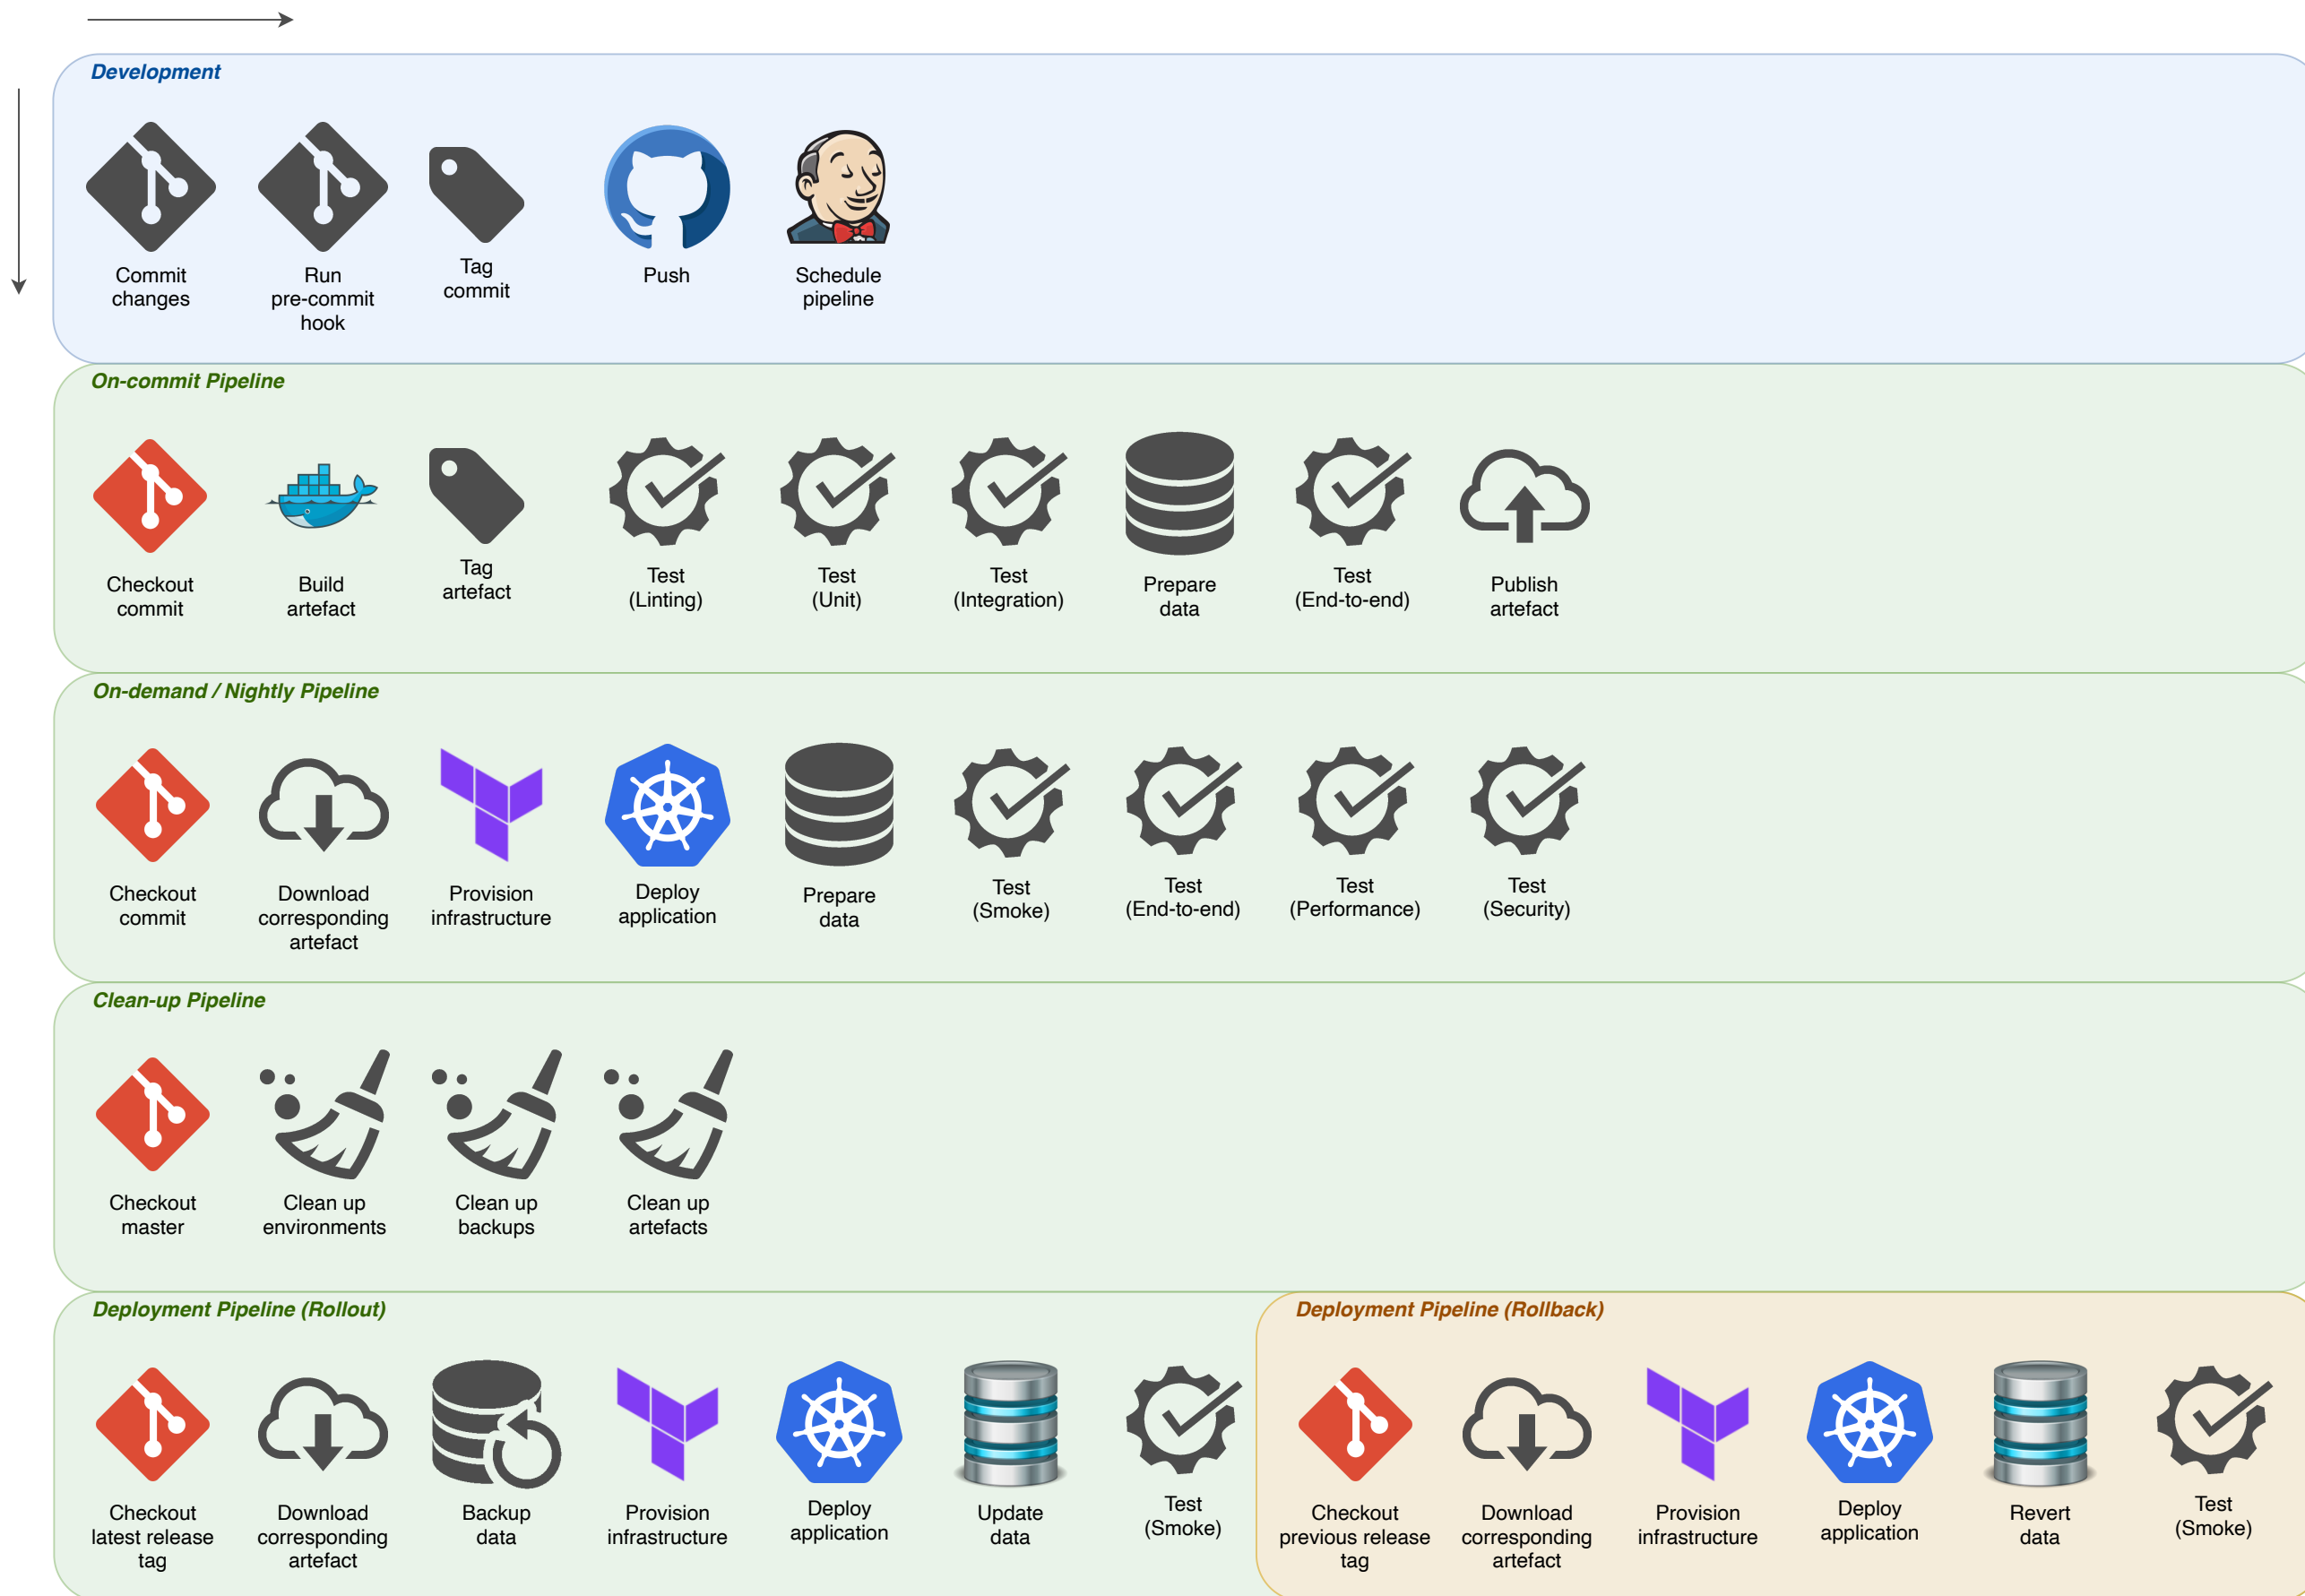 Development
Commit
changes
Run
pre-commit
hook
Tag
commit
Push
Schedule
pipeline
On-commit Pipeline
Checkout
commit
Build
artefact
Tag
artefact
Test
(Linting)
Test
(Unit)
Test
(Integration)
Prepare
data
Test
(End-to-end)
Publish
artefact
On-demand / Nightly Pipeline
Checkout
commit
Download
corresponding
artefact
Provision
infrastructure
Deploy
application
Prepare
data
Test
(Smoke)
Test
(End-to-end)
Test
(Performance)
Test
(Security)
Clean-up Pipeline
Checkout
master
Clean up
environments
Clean up
backups
Clean up
artefacts
Deployment Pipeline (Rollout)
Checkout
latest release
tag
Download
corresponding
artefact
Backup
data
Provision
infrastructure
Deploy
application
Update
data
Test
(Smoke)
Deployment Pipeline (Rollback)
Checkout
previous release
tag
Download
corresponding
artefact
Provision
infrastructure
Deploy
application
Revert
data
Test
(Smoke)